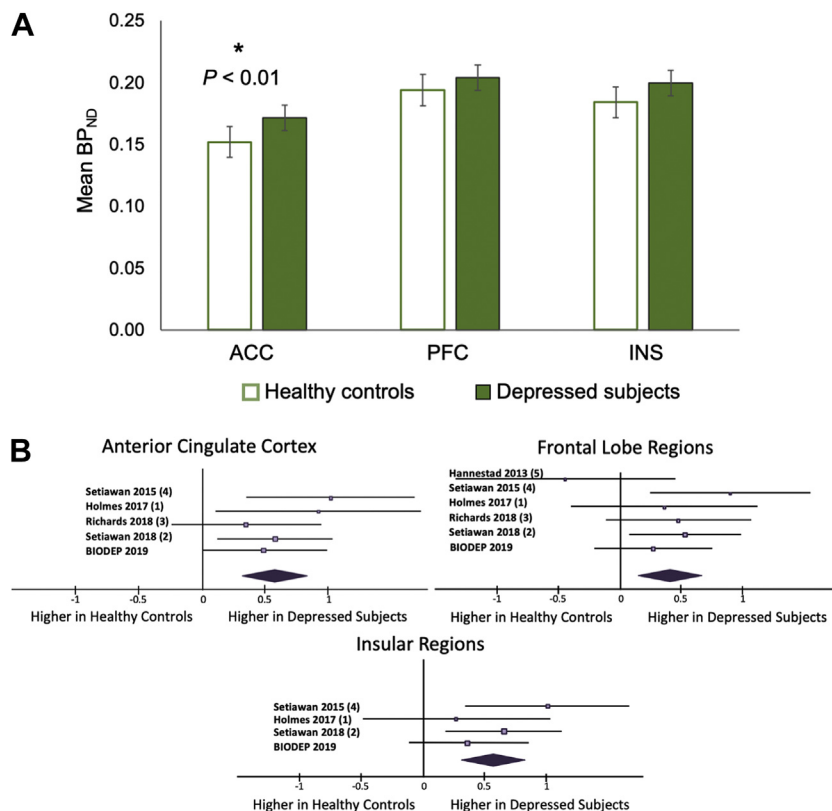 A
0.25
0.20
0.15
0.10
0.05
0.00
Mean BPND
*
P < 0.01
ACC PFC INS
Healthy controls Depressed subjects
B
Anterior Cingulate Cortex
Setiawan 2015 (4)
Holmes 2017 (1)
Richards 2018 (3)
Setiawan 2018 (2)
BIODEP 2019
-1 -0.5 0 0.5 1
Higher in Healthy Controls Higher in Depressed Subjects
Frontal Lobe Regions
Hannestad 2013 (5)
Setiawan 2015 (4)
Holmes 2017 (1)
Richards 2018 (3)
Setiawan 2018 (2)
BIODEP 2019
-1 -0.5 0 0.5 1
Higher in Healthy Controls Higher in Depressed Subjects
Insular Regions
Setiawan 2015 (4)
Holmes 2017 (1)
Setiawan 2018 (2)
BIODEP 2019
-1 -0.5 0 0.5 1
Higher in Healthy Controls Higher in Depressed Subjects